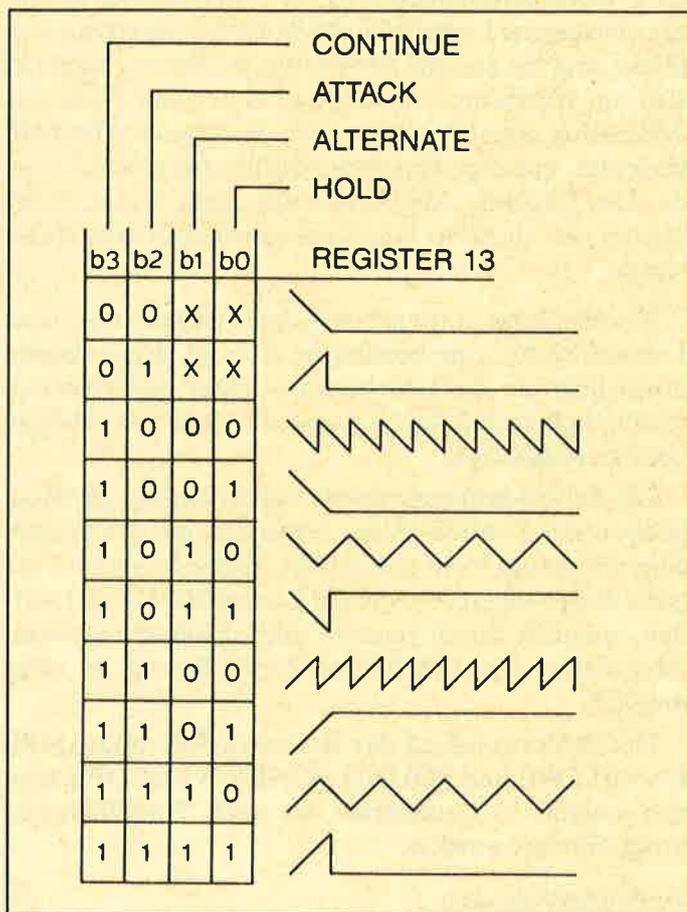 CONTINUE
ATTACK
ALTERNATE
HOLD
b3 b2 b1 b0 REGISTER 13
0 0 X X
0 1 X X
1 0 0 0
1 0 0 1
1 0 1 0
1 0 1 1
1 1 0 0
1 1 0 1
1 1 1 0
1 1 1 1